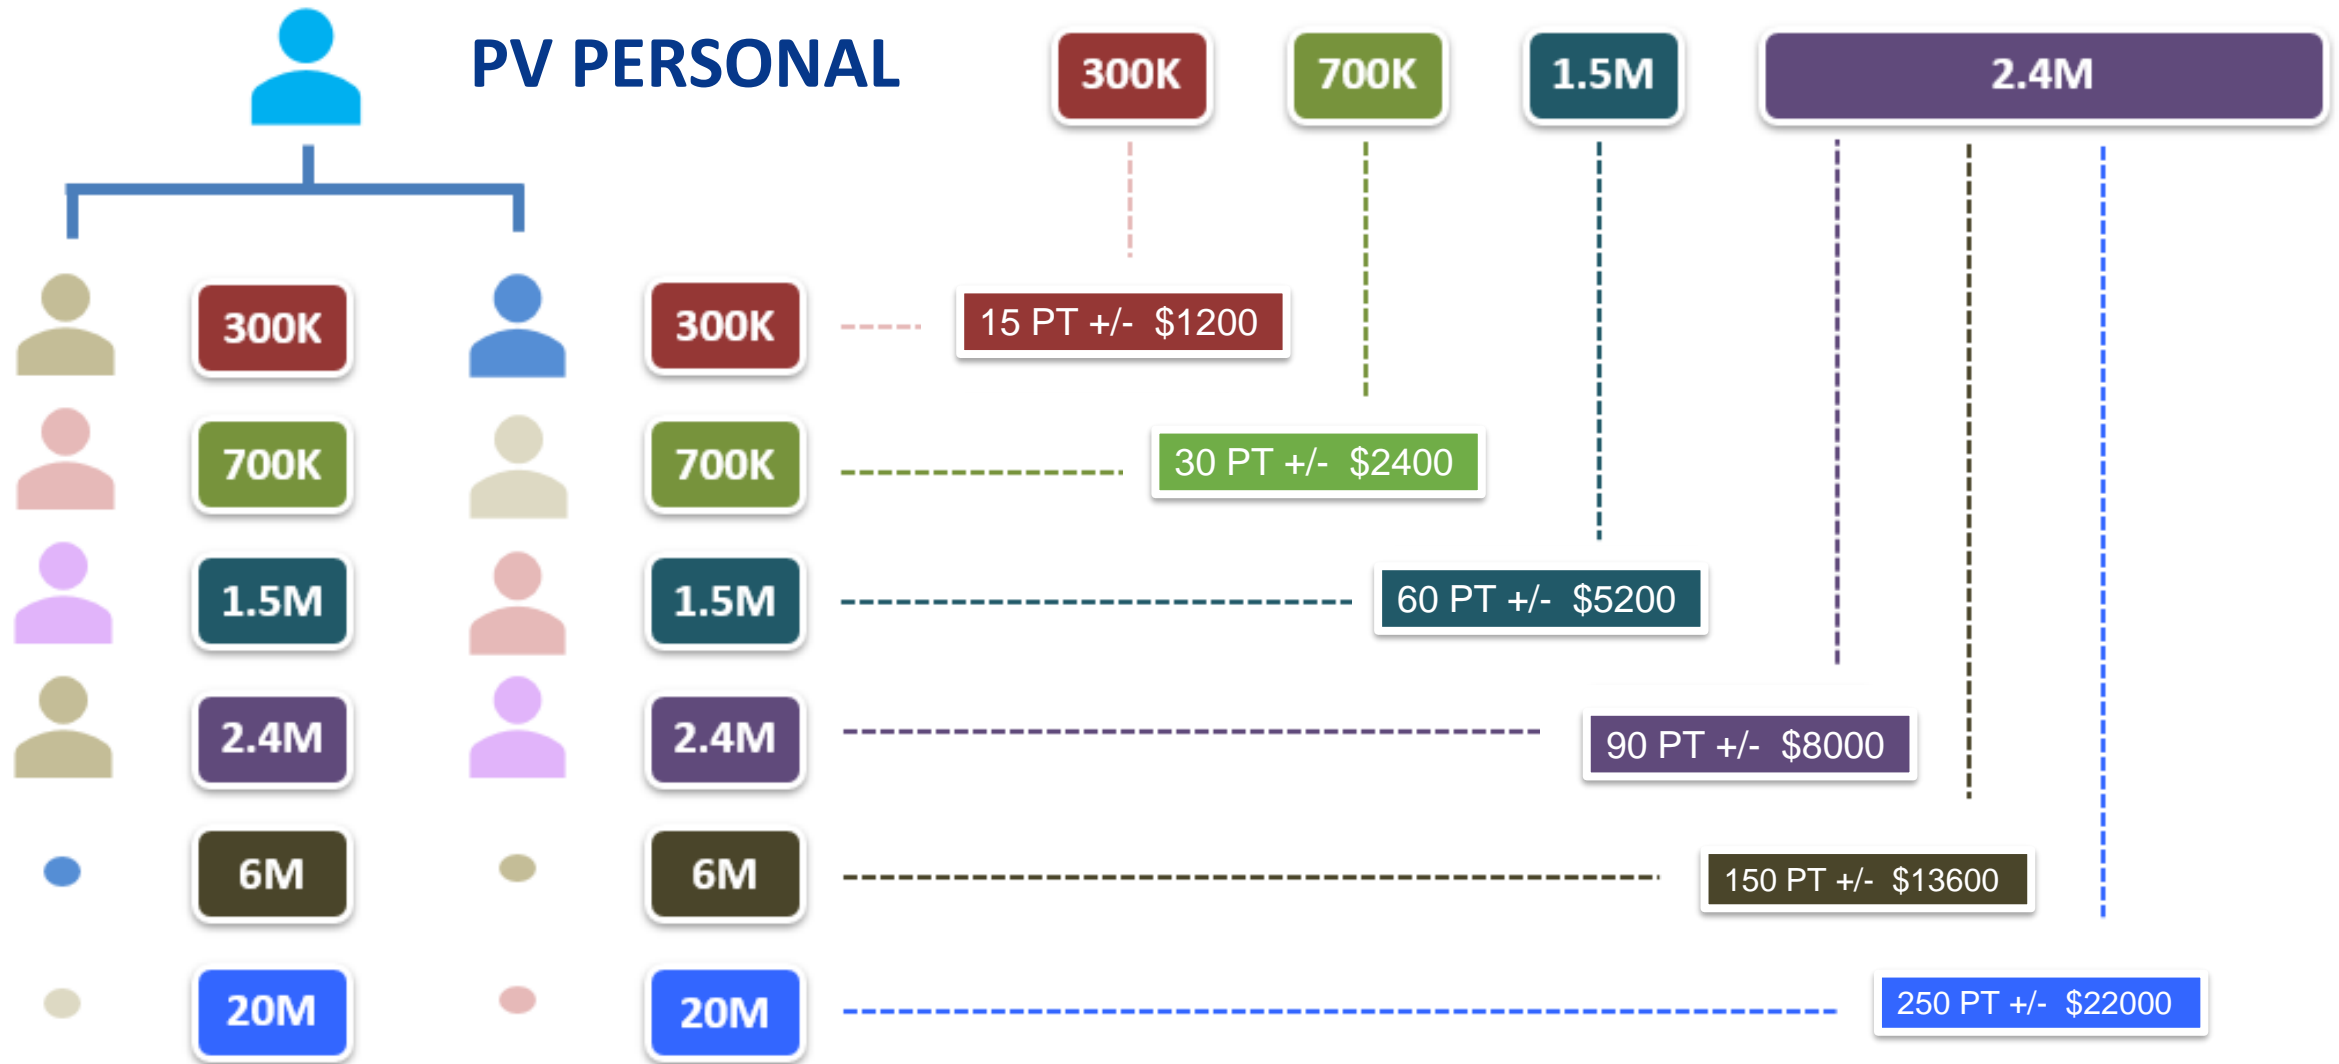 PV PERSONAL
300K
700K
1.5M
2.4M
300K
300K
15 PT +/-  $1200
700K
700K
30 PT +/-  $2400
1.5M
1.5M
60 PT +/-  $5200
2.4M
2.4M
90 PT +/-  $8000
6M
6M
150 PT +/-  $13600
20M
20M
250 PT +/-  $22000